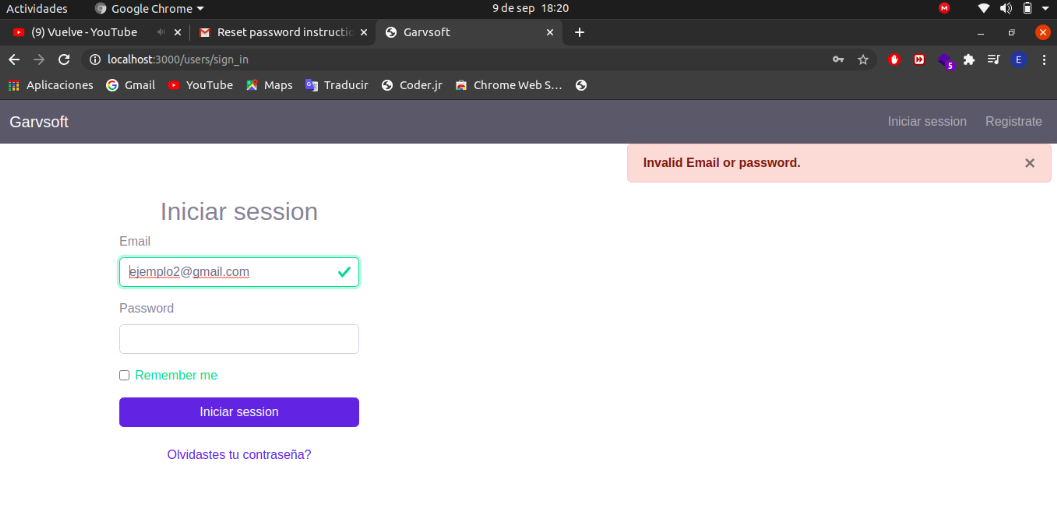 Actividades Google Chrome 9 de sep 18:20
(9) Vuelve - YouTube Reset password instructio Garvsoft
localhost:3000/users/sign_in
Aplicaciones Gmail YouTube Maps Traducir Coder.jr Chrome Web S…
Garvsoft Iniciar session Registrate
Invalid Email or password.
Iniciar session
Email
ejemplo2@gmail.com
Password
Remember me
Iniciar session
Olvidastes tu contraseña?